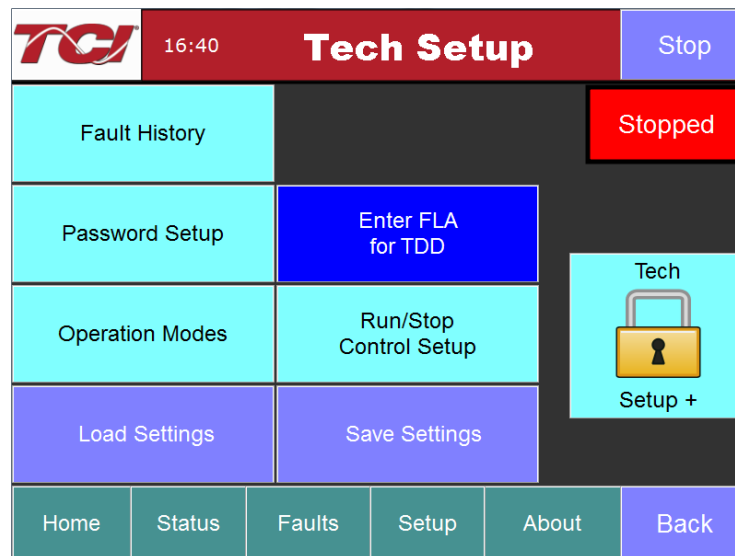 TCI
16:40
Tech Setup
Stop
Fault History
Stopped
Password Setup
Enter FLA
for TDD
Tech
Operation Modes
Run/Stop
Control Setup
Setup +
Load Settings
Save Settings
Home
Status
Faults
Setup
About
Back